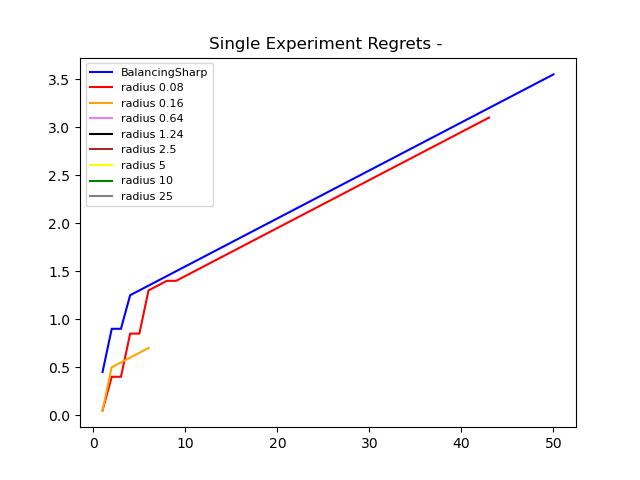 Single Experiment Regrets -
3.5
3.0
2.5
2.0
1.5
1.0
0.5
0.0
BalancingSharp
radius 0.08
radius 0.16
radius 0.64
radius 1.24
radius 2.5
radius 5
radius 10
radius 25
0 10 20 30 40 50